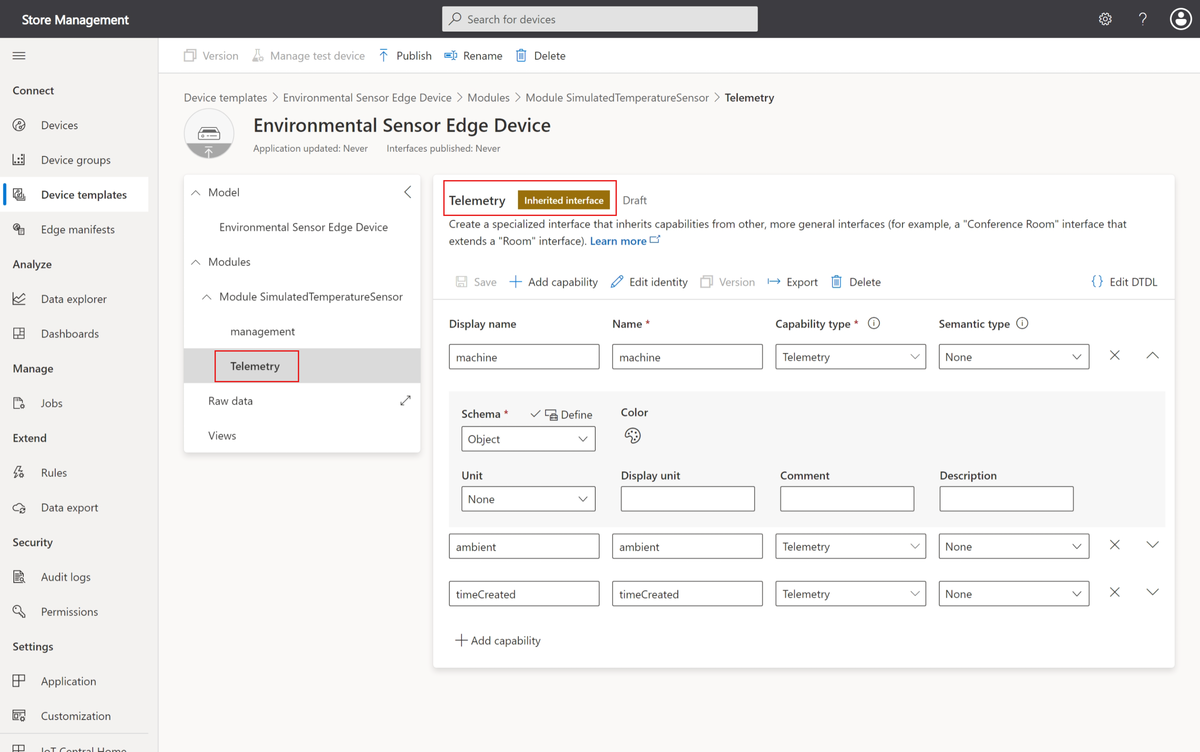 Store Management
Search for devices
?
Version
Manage test device
Publish
Rename
Delete
Connect
Devices
Device groups
Device templates
Edge manifests
Analyze
Data explorer
Dashboards
Manage
Jobs
Extend
Rules
Data export
Security
Audit logs
Permissions
Settings
Application
Customization
IoT Central Home
Device templates > Environmental Sensor Edge Device > Modules > Module SimulatedTemperatureSensor > Telemetry
Environmental Sensor Edge Device
Application updated: Never Interfaces published: Never
Model
Environmental Sensor Edge Device
Modules
Module SimulatedTemperatureSensor
management
Telemetry
Raw data
Views
Telemetry Inherited interface Draft
Create a specialized interface that inherits capabilities from other, more general interfaces (for example, a "Conference Room" interface that
extends a "Room" interface). Learn more
Save Add capability Edit identity Version Export Delete {} Edit DTDL
Display name Name * Capability type * Semantic type
machine machine Telemetry None
Schema * Define Color
Object
Unit Display unit Comment Description
None
ambient ambient Telemetry None
timeCreated timeCreated Telemetry None
Add capability